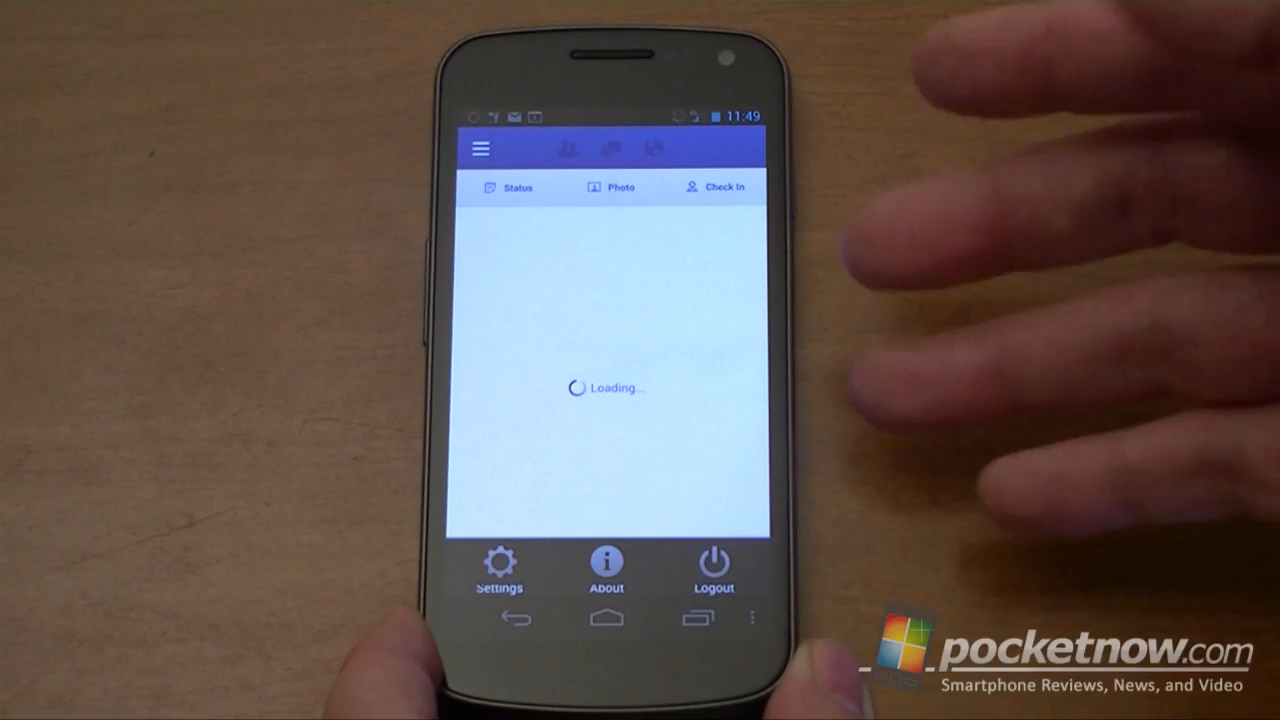 11:49
Status Photo Check In
Loading...
Settings About Logout
pocketnow.com
Smartphone Reviews, News, and Video